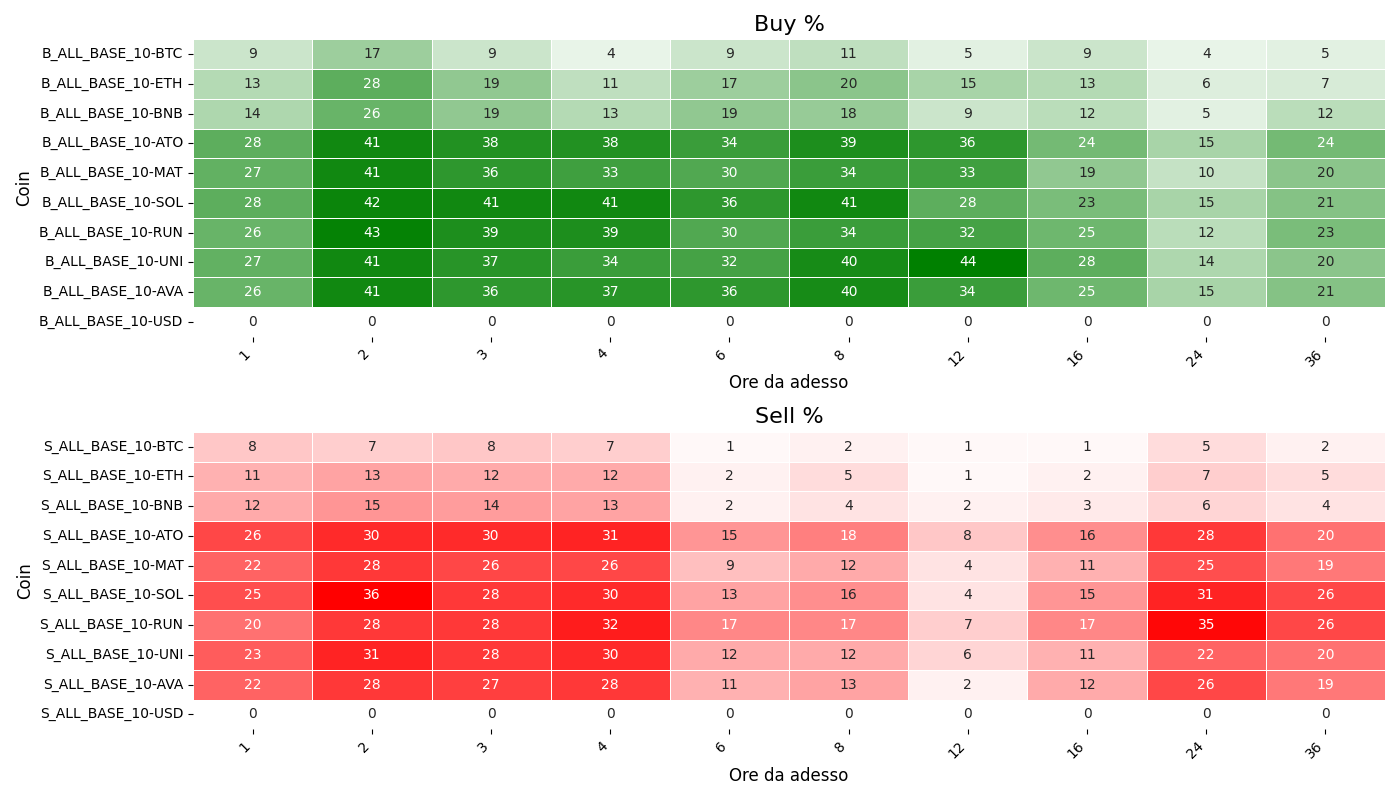 Buy %
Coin
B_ALL_BASE_10-BTC 9 17 9 4 9 11 5 9 4 5
B_ALL_BASE_10-ETH 13 28 19 11 17 20 15 13 6 7
B_ALL_BASE_10-BNB 14 26 19 13 19 18 9 12 5 12
B_ALL_BASE_10-ATO 28 41 38 38 34 39 36 24 15 24
B_ALL_BASE_10-MAT 27 41 36 33 30 34 33 19 10 20
B_ALL_BASE_10-SOL 28 42 41 41 36 41 28 23 15 21
B_ALL_BASE_10-RUN 26 43 39 39 30 34 32 25 12 23
B_ALL_BASE_10-UNI 27 41 37 34 32 40 44 28 14 20
B_ALL_BASE_10-AVA 26 41 36 37 36 40 34 25 15 21
B_ALL_BASE_10-USD 0 0 0 0 0 0 0 0 0 0
1 2 3 4 6 8 12 16 24 36
Ore da adesso
Sell %
Coin
S_ALL_BASE_10-BTC 8 7 8 7 1 2 1 1 5 2
S_ALL_BASE_10-ETH 11 13 12 12 2 5 1 2 7 5
S_ALL_BASE_10-BNB 12 15 14 13 2 4 2 3 6 4
S_ALL_BASE_10-ATO 26 30 30 31 15 18 8 16 28 20
S_ALL_BASE_10-MAT 22 28 26 26 9 12 4 11 25 19
S_ALL_BASE_10-SOL 25 36 28 30 13 16 4 15 31 26
S_ALL_BASE_10-RUN 20 28 28 32 17 17 7 17 35 26
S_ALL_BASE_10-UNI 23 31 28 30 12 12 6 11 22 20
S_ALL_BASE_10-AVA 22 28 27 28 11 13 2 12 26 19
S_ALL_BASE_10-USD 0 0 0 0 0 0 0 0 0 0
1 2 3 4 6 8 12 16 24 36
Ore da adesso